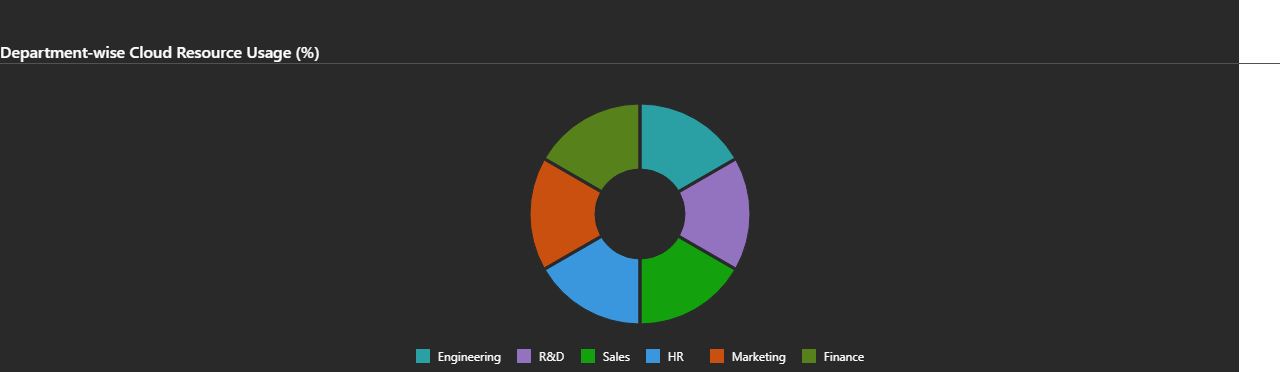 Department-wise Cloud Resource Usage (%)
Engineering R&D Sales HR Marketing Finance